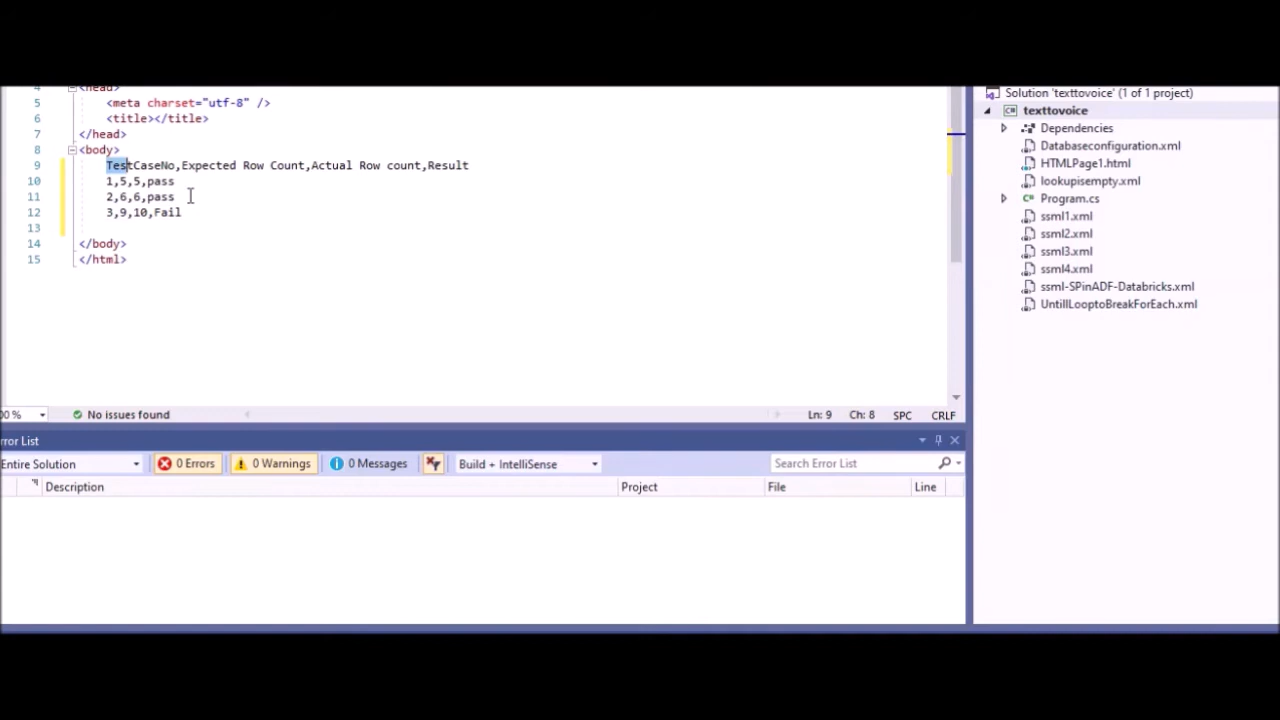 4 <head>
5 <meta charset="utf-8" />
6 <title></title>
7 </head>
8 <body>
9 TestCaseNo,Expected Row Count,Actual Row count,Result
10 1,5,5,pass
11 2,6,6,pass
12 3,9,10,Fail
13
14 </body>
15 </html>
No issues found
Ln: 9 Ch: 8 SPC CRLF
Error List
Entire Solution 0 Errors 0 Warnings 0 Messages Build + IntelliSense Search Error List
Description Project File Line
Solution 'texttovoice' (1 of 1 project)
C# texttovoice
Dependencies
Databaseconfiguration.xml
HTMLPage1.html
lookupisempty.xml
C# Program.cs
ssml1.xml
ssml2.xml
ssml3.xml
ssml4.xml
ssml-SPinADF-Databricks.xml
UntillLooptoBreakForEach.xml